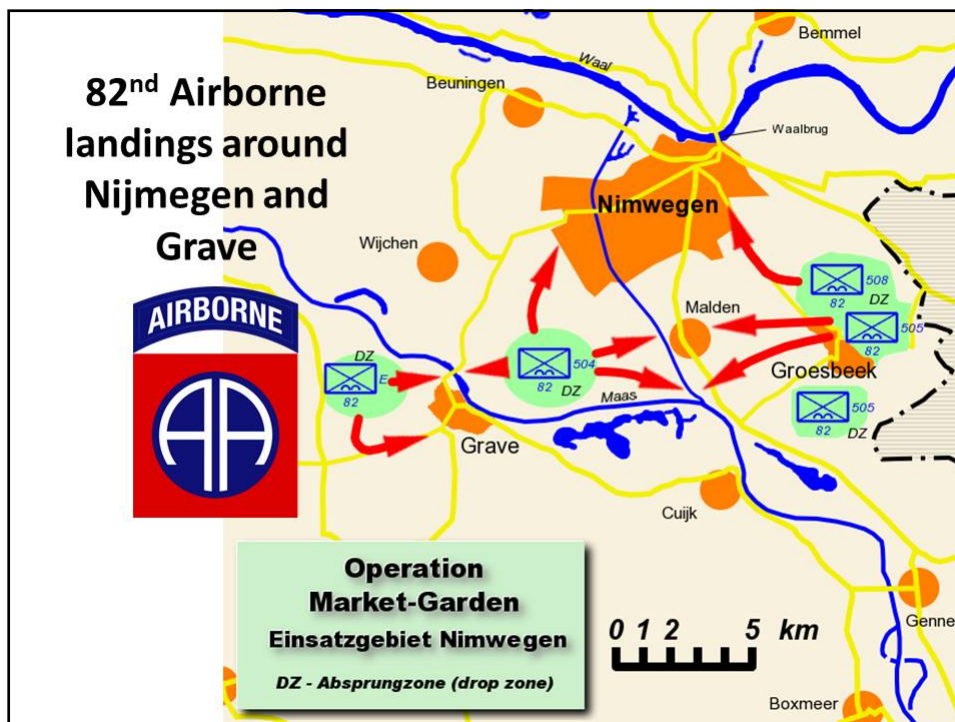 82nd Airborne
landings around
Nijmegen and
Grave
AIRBORNE
AA
Waal
Bemmel
Beuningen
Waalbrug
Nimwegen
Wijchen
508
82
DZ
Malden
505
82
Groesbeek
DZ
E
82
504
82
DZ
505
82
DZ
Maas
Grave
Cuijk
Operation
Market-Garden
Einsatzgebiet Nimwegen
DZ - Absprungzone (drop zone)
0 1 2 5 km
Genne
Boxmeer